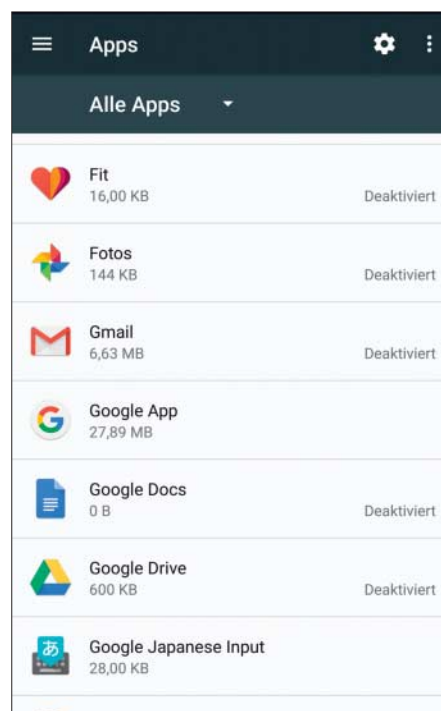 Apps
Alle Apps
Fit
16,00 KB
Deaktiviert
Fotos
144 KB
Deaktiviert
Gmail
6,63 MB
Deaktiviert
Google App
27,89 MB
Google Docs
0 B
Deaktiviert
Google Drive
600 KB
Deaktiviert
あ
Google Japanese Input
28,00 KB